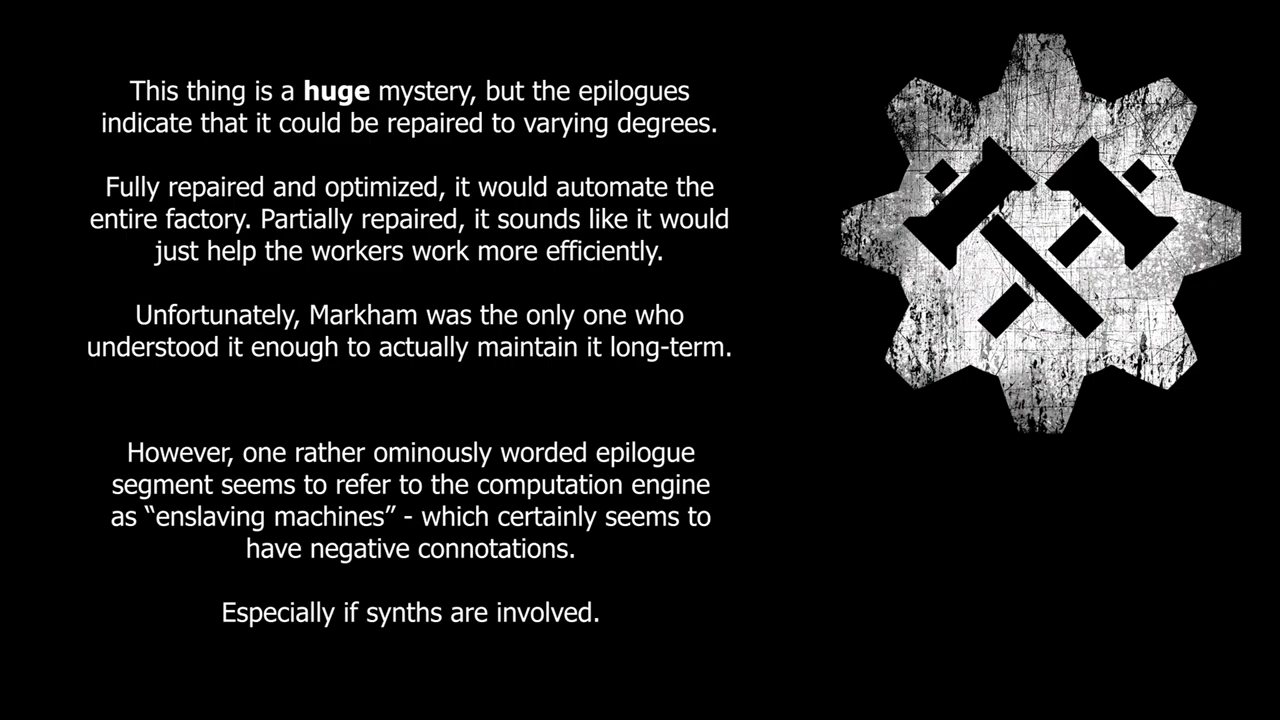 This thing is a huge mystery, but the epilogues
indicate that it could be repaired to varying degrees.
Fully repaired and optimized, it would automate the
entire factory. Partially repaired, it sounds like it would
just help the workers work more efficiently.
Unfortunately, Markham was the only one who
understood it enough to actually maintain it long-term.
However, one rather ominously worded epilogue
segment seems to refer to the computation engine
as “enslaving machines” - which certainly seems to
have negative connotations.
Especially if synths are involved.